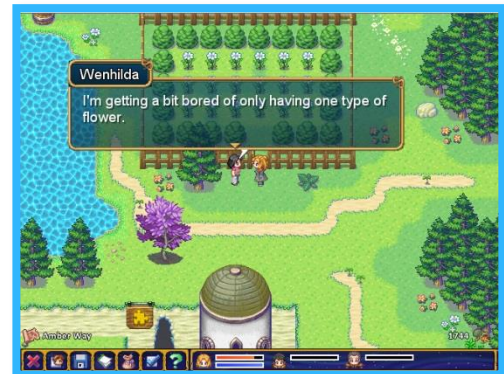 Wenhilda
I'm getting a bit bored of only having one type of
flower.
Amber Way
1744
?